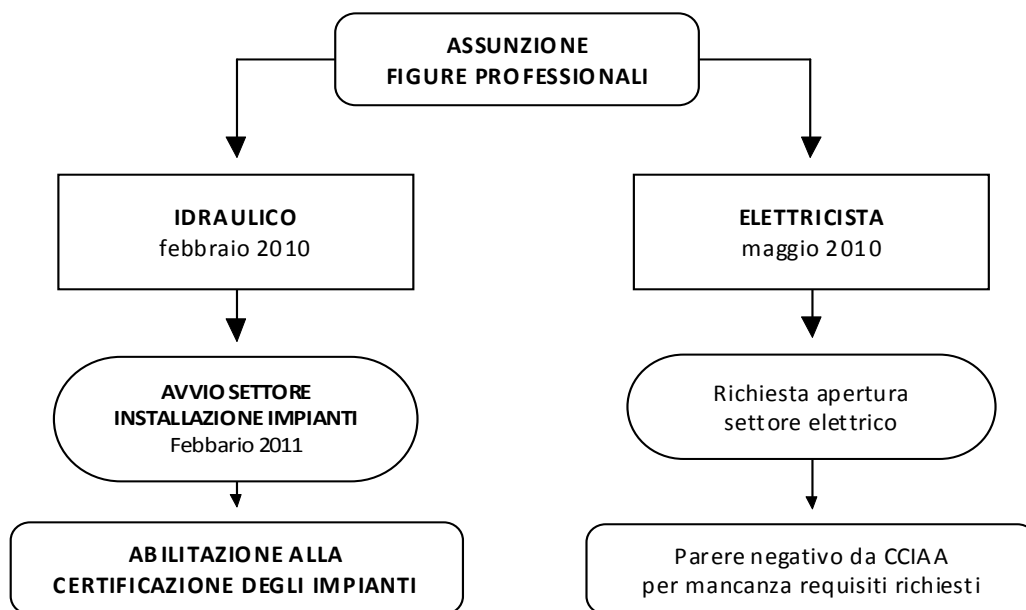 ASSUNZIONE
FIGURE PROFESSIONALI
IDRAULICO
febbraio 2010
ELETTRICISTA
maggio 2010
AVVIO SETTORE
INSTALLAZIONE IMPIANTI
Febbario 2011
Richiesta apertura
settore elettrico
ABILITAZIONE ALLA
CERTIFICAZIONE DEGLI IMPIANTI
Parere negativo da CCIAA
per mancanza requisiti richiesti